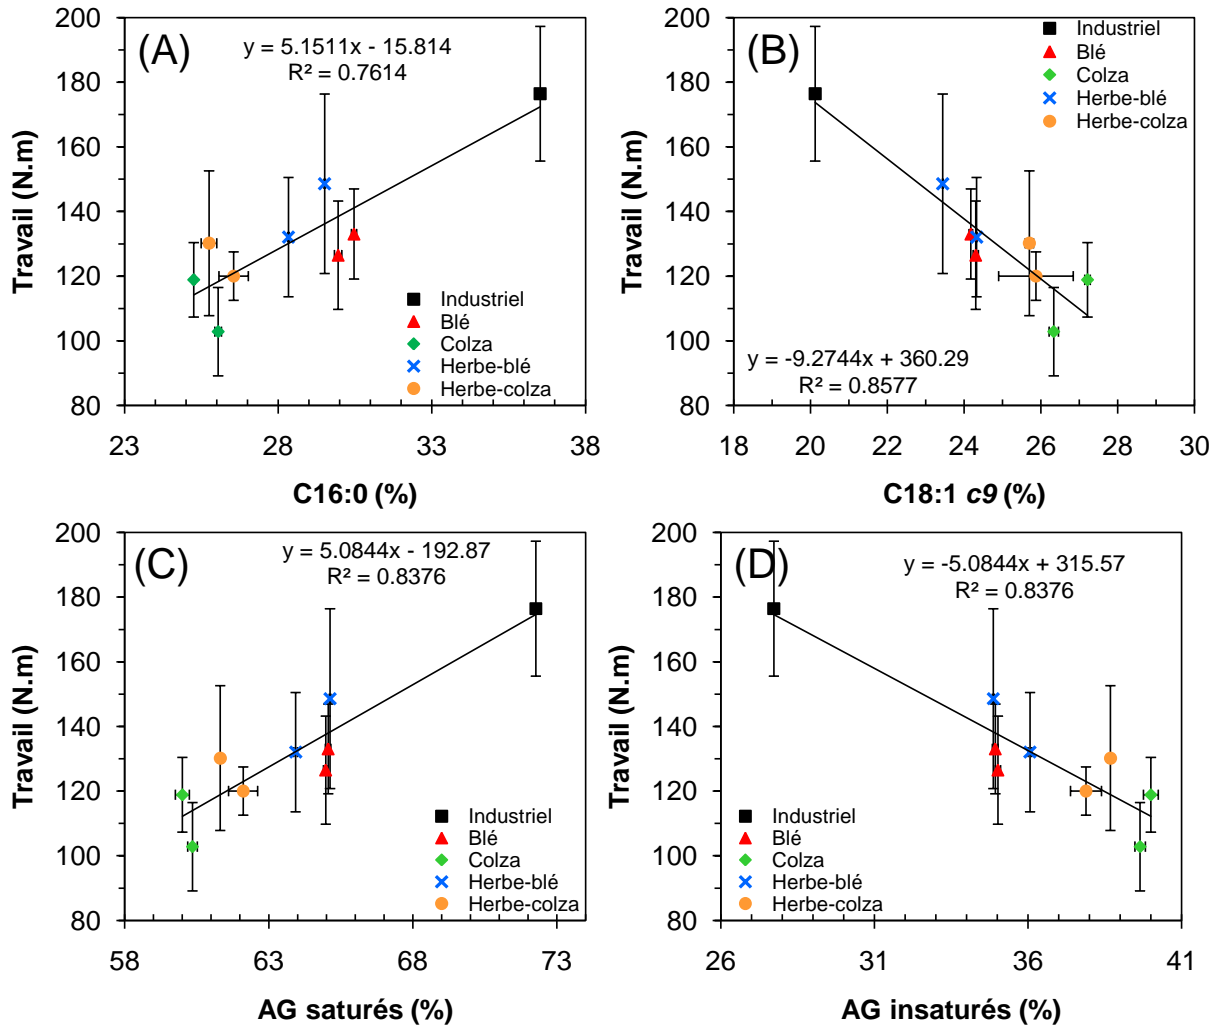 (A)
y = 5.1511x - 15.814
R² = 0.7614
Travail (N.m)
200
180
160
140
120
100
80
Industriel
Blé
Colza
Herbe-blé
Herbe-colza
23
28
33
38
C16:0 (%)
(B)
Industriel
Blé
Colza
Herbe-blé
Herbe-colza
Travail (N.m)
200
180
160
140
120
100
80
y = -9.2744x + 360.29
R² = 0.8577
18
20
22
24
26
28
30
C18:1 c9 (%)
(C)
y = 5.0844x - 192.87
R² = 0.8376
Travail (N.m)
200
180
160
140
120
100
80
Industriel
Blé
Colza
Herbe-blé
Herbe-colza
58
63
68
73
AG saturés (%)
(D)
y = -5.0844x + 315.57
R² = 0.8376
Travail (N.m)
200
180
160
140
120
100
80
Industriel
Blé
Colza
Herbe-blé
Herbe-colza
26
31
36
41
AG insaturés (%)